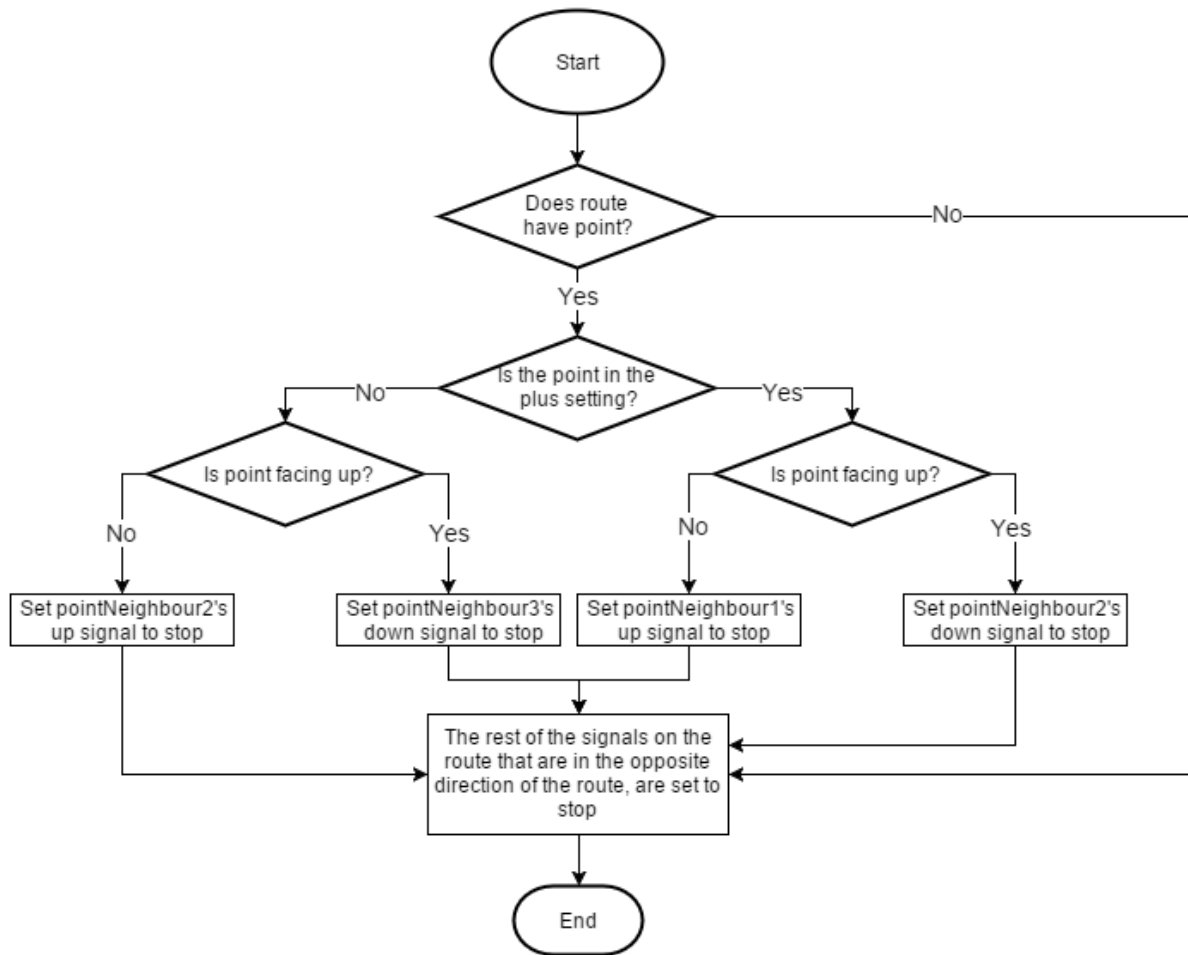 Start
Does route
have point?
No
Yes
Is the point in the
plus setting?
No
Yes
Is point facing up?
Is point facing up?
No
Yes
No
Yes
Set pointNeighbour2's
up signal to stop
Set pointNeighbour3's
down signal to stop
Set pointNeighbour1's
up signal to stop
Set pointNeighbour2's
down signal to stop
The rest of the signals on the
route that are in the opposite
direction of the route, are set to
stop
End